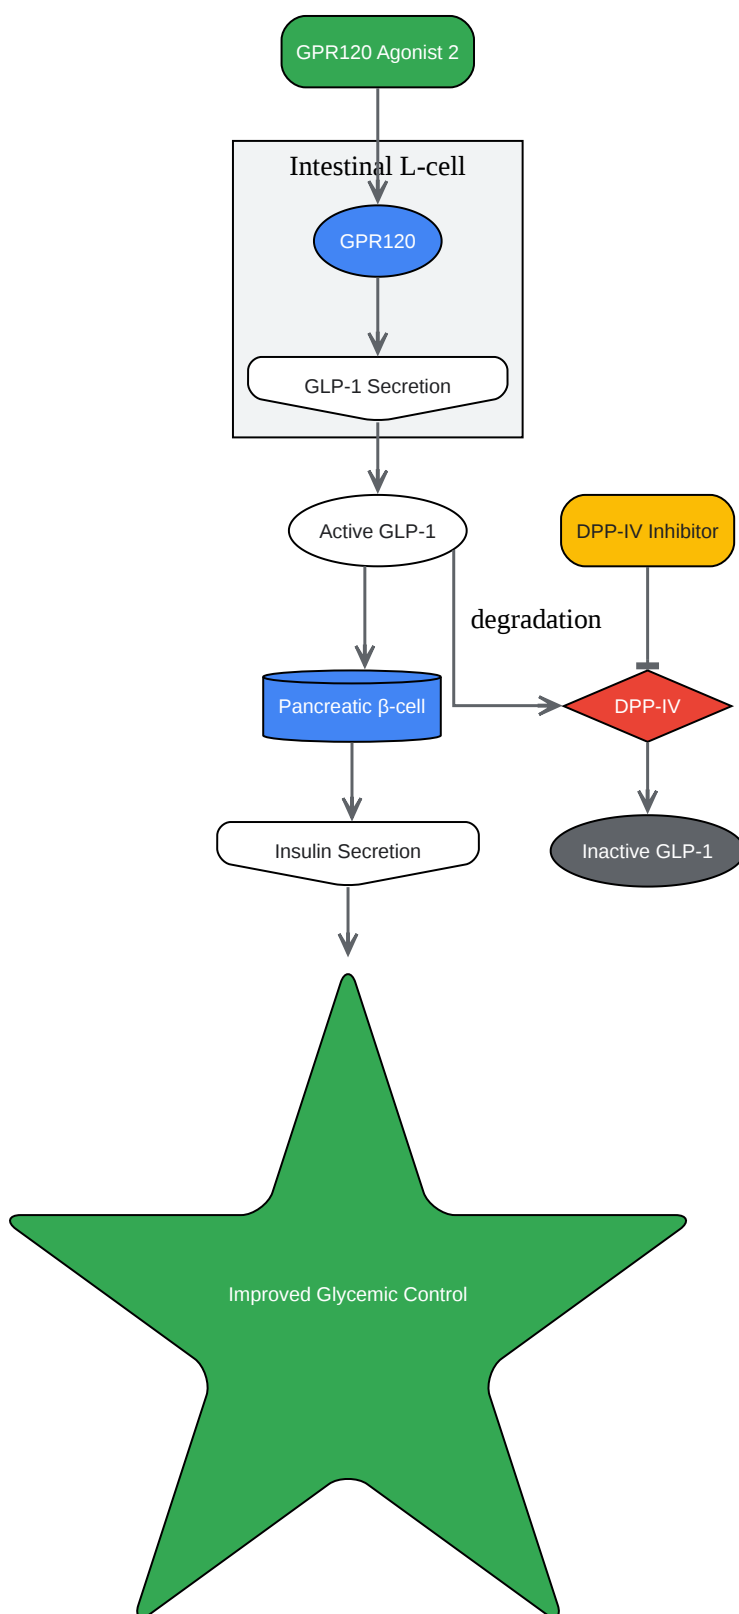 GPR120 Agonist 2
Intestinal L-cell
GPR120
GLP-1 Secretion
Active GLP-1
DPP-IV Inhibitor
degradation
Pancreatic β-cell
DPP-IV
Insulin Secretion
Inactive GLP-1
Improved Glycemic Control